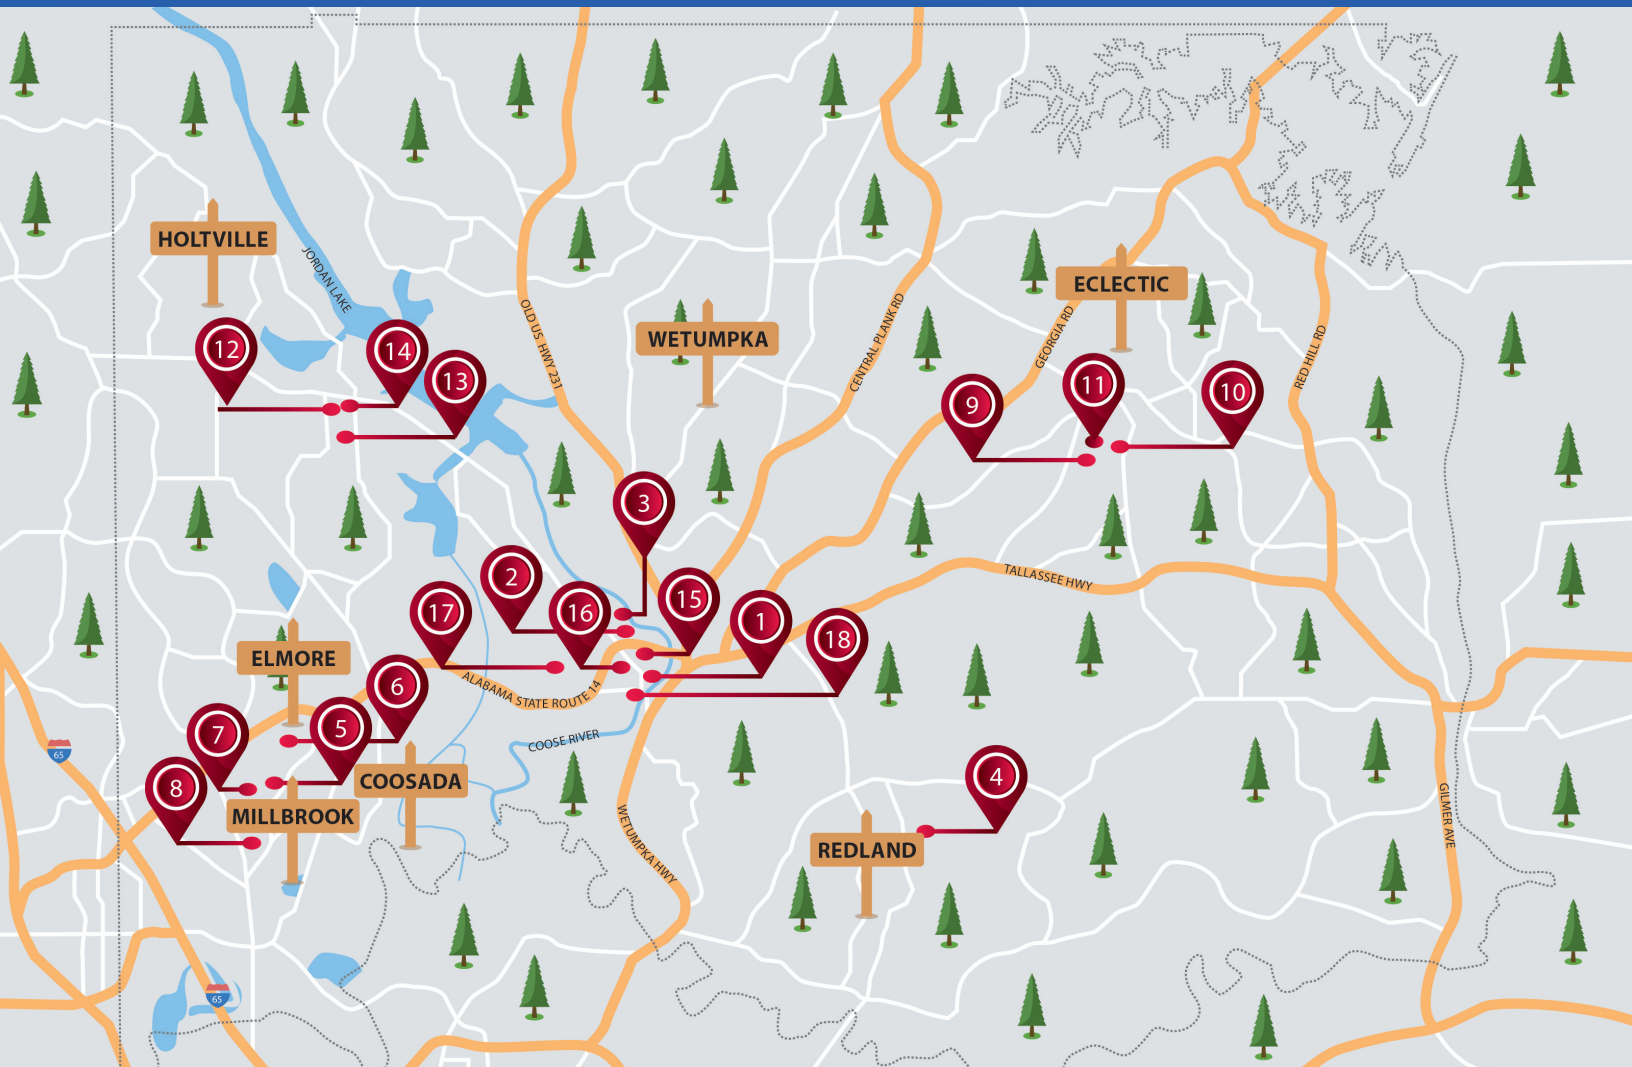 HOLTVILLE
JORDAN LAKE
12
14
13
OLD US HWY 231
WETUMPKA
CENTRAL PLANK RD
ECLECTIC
GEORGIA RD
RED HILL RD
9
11
10
3
2
17
16
15
1
18
TALLASSEE HWY
ELMORE
6
5
7
8
ALABAMA STATE ROUTE 14
COOSE RIVER
65
COOSADA
MILLBROOK
4
REDLAND
WETUMPKA HWY
GILMER AVE
65